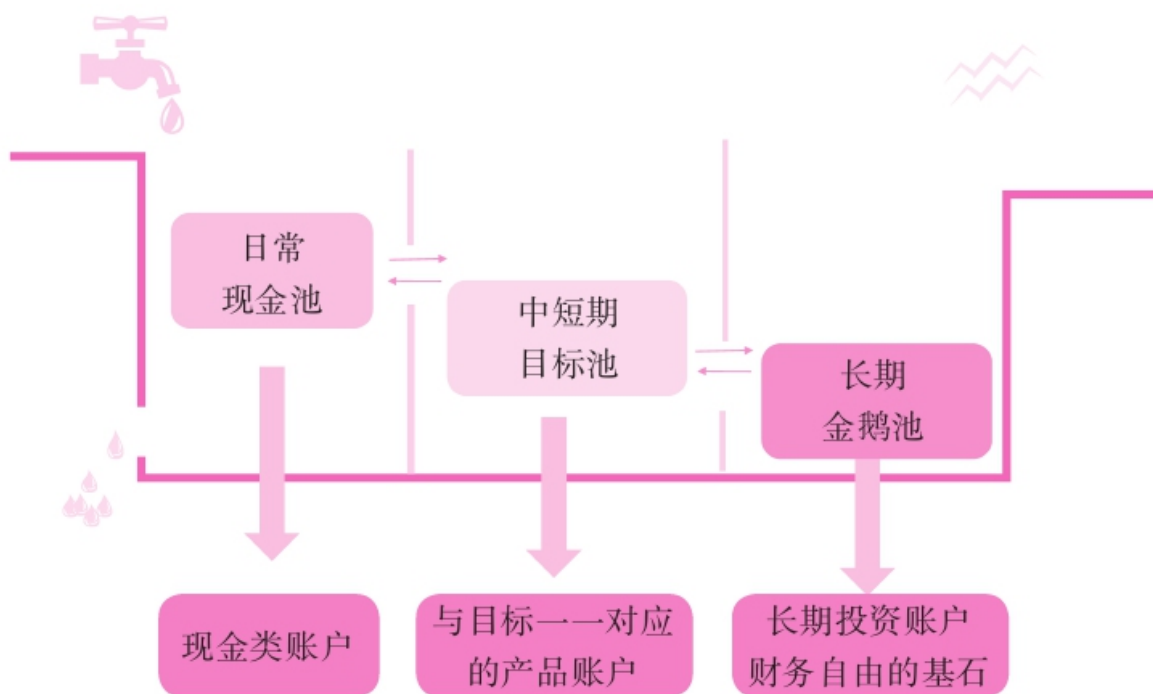 日常
现金池
中短期
目标池
长期
金鹅池
现金类账户
与目标一一对应
的产品账户
长期投资账户
财务自由的基石